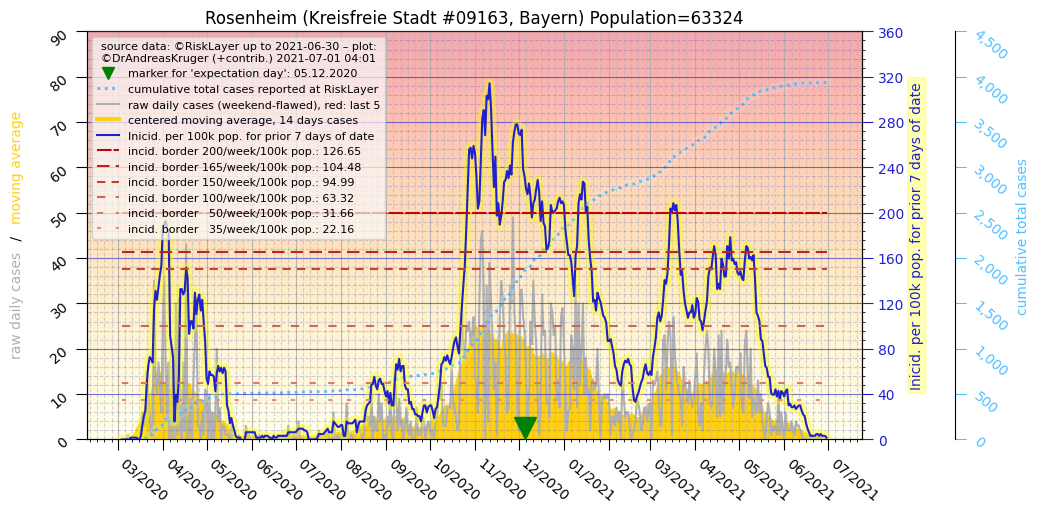 Rosenheim (Kreisfreie Stadt #09163, Bayern) Population=63324
source data: ©RiskLayer up to 2021-06-30 – plot:
©DrAndreasKruger (+contrib.) 2021-07-01 04:01
marker for 'expectation day': 05.12.2020
cumulative total cases reported at RiskLayer
raw daily cases (weekend-flawed), red: last 5
centered moving average, 14 days cases
Inicid. per 100k pop. for prior 7 days of date
incid. border 200/week/100k pop.: 126.65
incid. border 165/week/100k pop.: 104.48
incid. border 150/week/100k pop.: 94.99
incid. border 100/week/100k pop.: 63.32
incid. border   50/week/100k pop.: 31.66
incid. border   35/week/100k pop.: 22.16
raw daily cases / moving average
90
80
70
60
50
40
30
20
10
0
03/2020
04/2020
05/2020
06/2020
07/2020
08/2020
09/2020
10/2020
11/2020
12/2020
01/2021
02/2021
03/2021
04/2021
05/2021
06/2021
07/2021
360
320
280
240
200
160
120
80
40
0
Inicid. per 100k pop. for prior 7 days of date
4,500
4,000
3,500
3,000
2,500
2,000
1,500
1,000
500
0
cumulative total cases